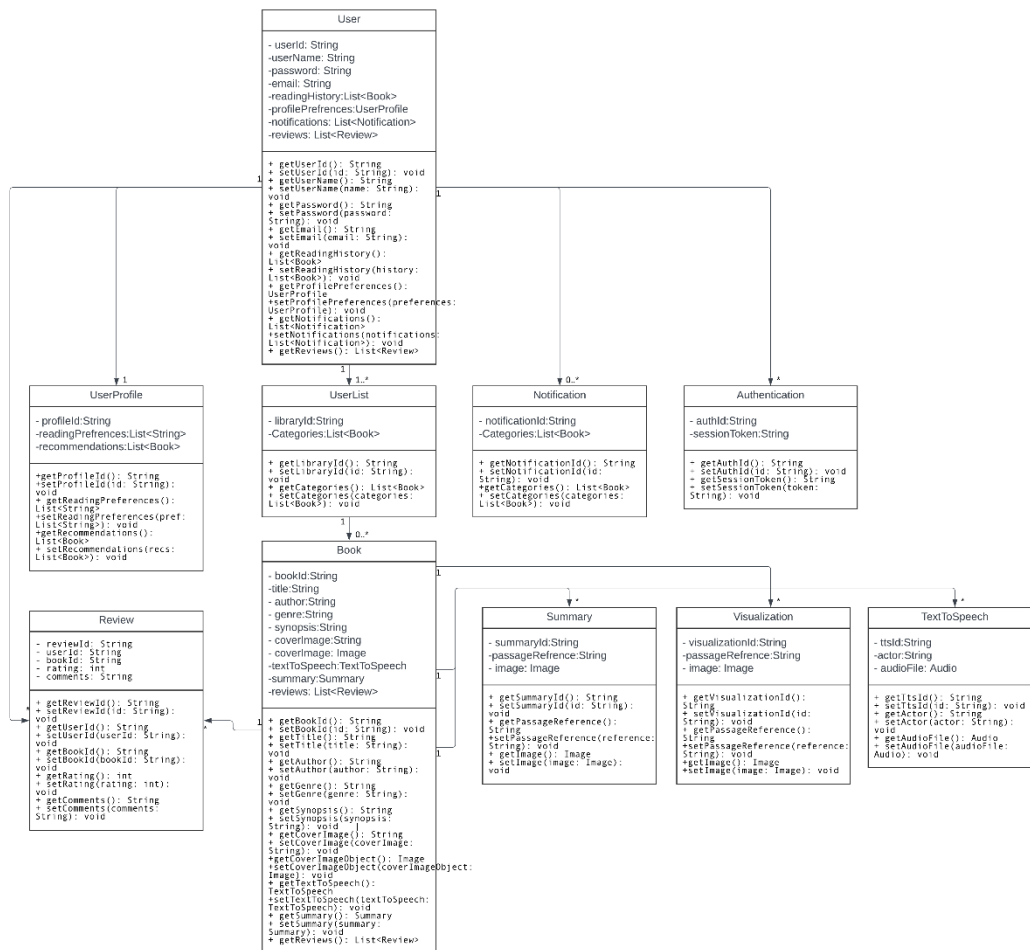 User
- userId: String
-userName: String
-password: String
-email: String
-readingHistory:List<Book>
-profilePrefrences:UserProfile
-notifications: List<Notification>
-reviews: List<Review>
+ getUserId(): String
+ setUserId(id: String): void
+ getUserName(): String
+ setUserName(name: String):
void
+ getPassword(): String
+ setPassword(password:
String): void
+ getEmail(): String
+ setEmail(email: String):
void
+ getReadingHistory():
List<Book>
+ setReadingHistory(history:
List<Book>): void
+ getProfilePreferences():
UserProfile
+setProfilePreferences(preferences:
UserProfile): void
+ getNotifications():
List<Notification>
+setNotifications(notifications:
List<Notification>): void
+ getReviews(): List<Review>
1
1
1
1
1..*
0..*
*
UserProfile
- profileId:String
-readingPrefrences:List<String>
-recommendations:List<Book>
+getProfileId(): String
+setProfileId(id: String):
void
+ getReadingPreferences():
List<String>
+setReadingPreferences(pref:
List<String>): void
+getRecommendations():
List<Book>
+ setRecommendations(recs:
List<Book>): void
UserList
- libraryId:String
-Categories:List<Book>
+ getLibraryId(): String
+ setLibraryId(id: String):
void
+ getCategories(): List<Book>
+ setCategories(categories:
List<Book>): void
Notification
- notificationId:String
-Categories:List<Book>
+ getNotificationId(): String
+ setNotificationId(id:
String): void
+getCategories(): List<Book>
+ setCategories(categories:
List<Book>): void
Authentication
- authId:String
-sessionToken:String
+ getAuthId(): String
+ setAuthId(id: String): void
+ getSessionToken(): String
+ setSessionToken(token:
String): void
1
0..*
Review
- reviewId: String
- userId: String
- bookId: String
- rating: int
- comments: String
+ getReviewId(): String
+ setReviewId(id: String):
void
+ getUserId(): String
+ setUserId(userId: String):
void
+ getBookId(): String
+ setBookId(bookId: String):
void
+ getRating(): int
+ setRating(rating: int):
void
+ getComments(): String
+ setComments(comments:
String): void
*
*
1
Book
- bookId:String
-title:String
- author:String
- genre:String
- synopsis:String
- coverImage:String
- coverImage: Image
-textToSpeech:TextToSpeech
-summary:Summary
-reviews: List<Review>
+ getBookId(): String
+ setBookId(id: String): void
+ getTitle(): String
+ setTitle(title: String):
void
+ getAuthor(): String
+ setAuthor(author: String):
void
+ getGenre(): String
+ setGenre(genre: String):
void
+ getSynopsis(): String
+ setSynopsis(synopsis:
String): void
+ getCoverImage(): String
+ setCoverImage(coverImage:
String): void
+getCoverImageObject(): Image
+setCoverImageObject(coverImageObject:
Image): void
+ getTextToSpeech():
TextToSpeech
+setTextToSpeech(textToSpeech:
TextToSpeech): void
+ getSummary(): Summary
+ setSummary(summary:
Summary): void
+ getReviews(): List<Review>
1
1
1
*
*
*
Summary
- summaryId:String
-passageRefrence:String
- image: Image
+ getSummaryId(): String
+ setSummaryId(id: String):
void
+ getPassageReference():
String
+setPassageReference(reference:
String): void
+ getImage(): Image
+ setImage(image: Image):
void
Visualization
- visualizationId:String
-passageRefrence:String
- image: Image
+ getVisualizationId():
String
+ setVisualizationId(id:
String): void
+ getPassageReference():
String
+setPassageReference(reference:
String): void
+getImage(): Image
+setImage(image: Image): void
TextToSpeech
- ttsId:String
-actor:String
- audioFile: Audio
+ getTtsId(): String
+ setTtsId(id: String): void
+ getActor(): String
+ setActor(actor: String):
void
+ getAudioFile(): Audio
+ setAudioFile(audioFile:
Audio): void